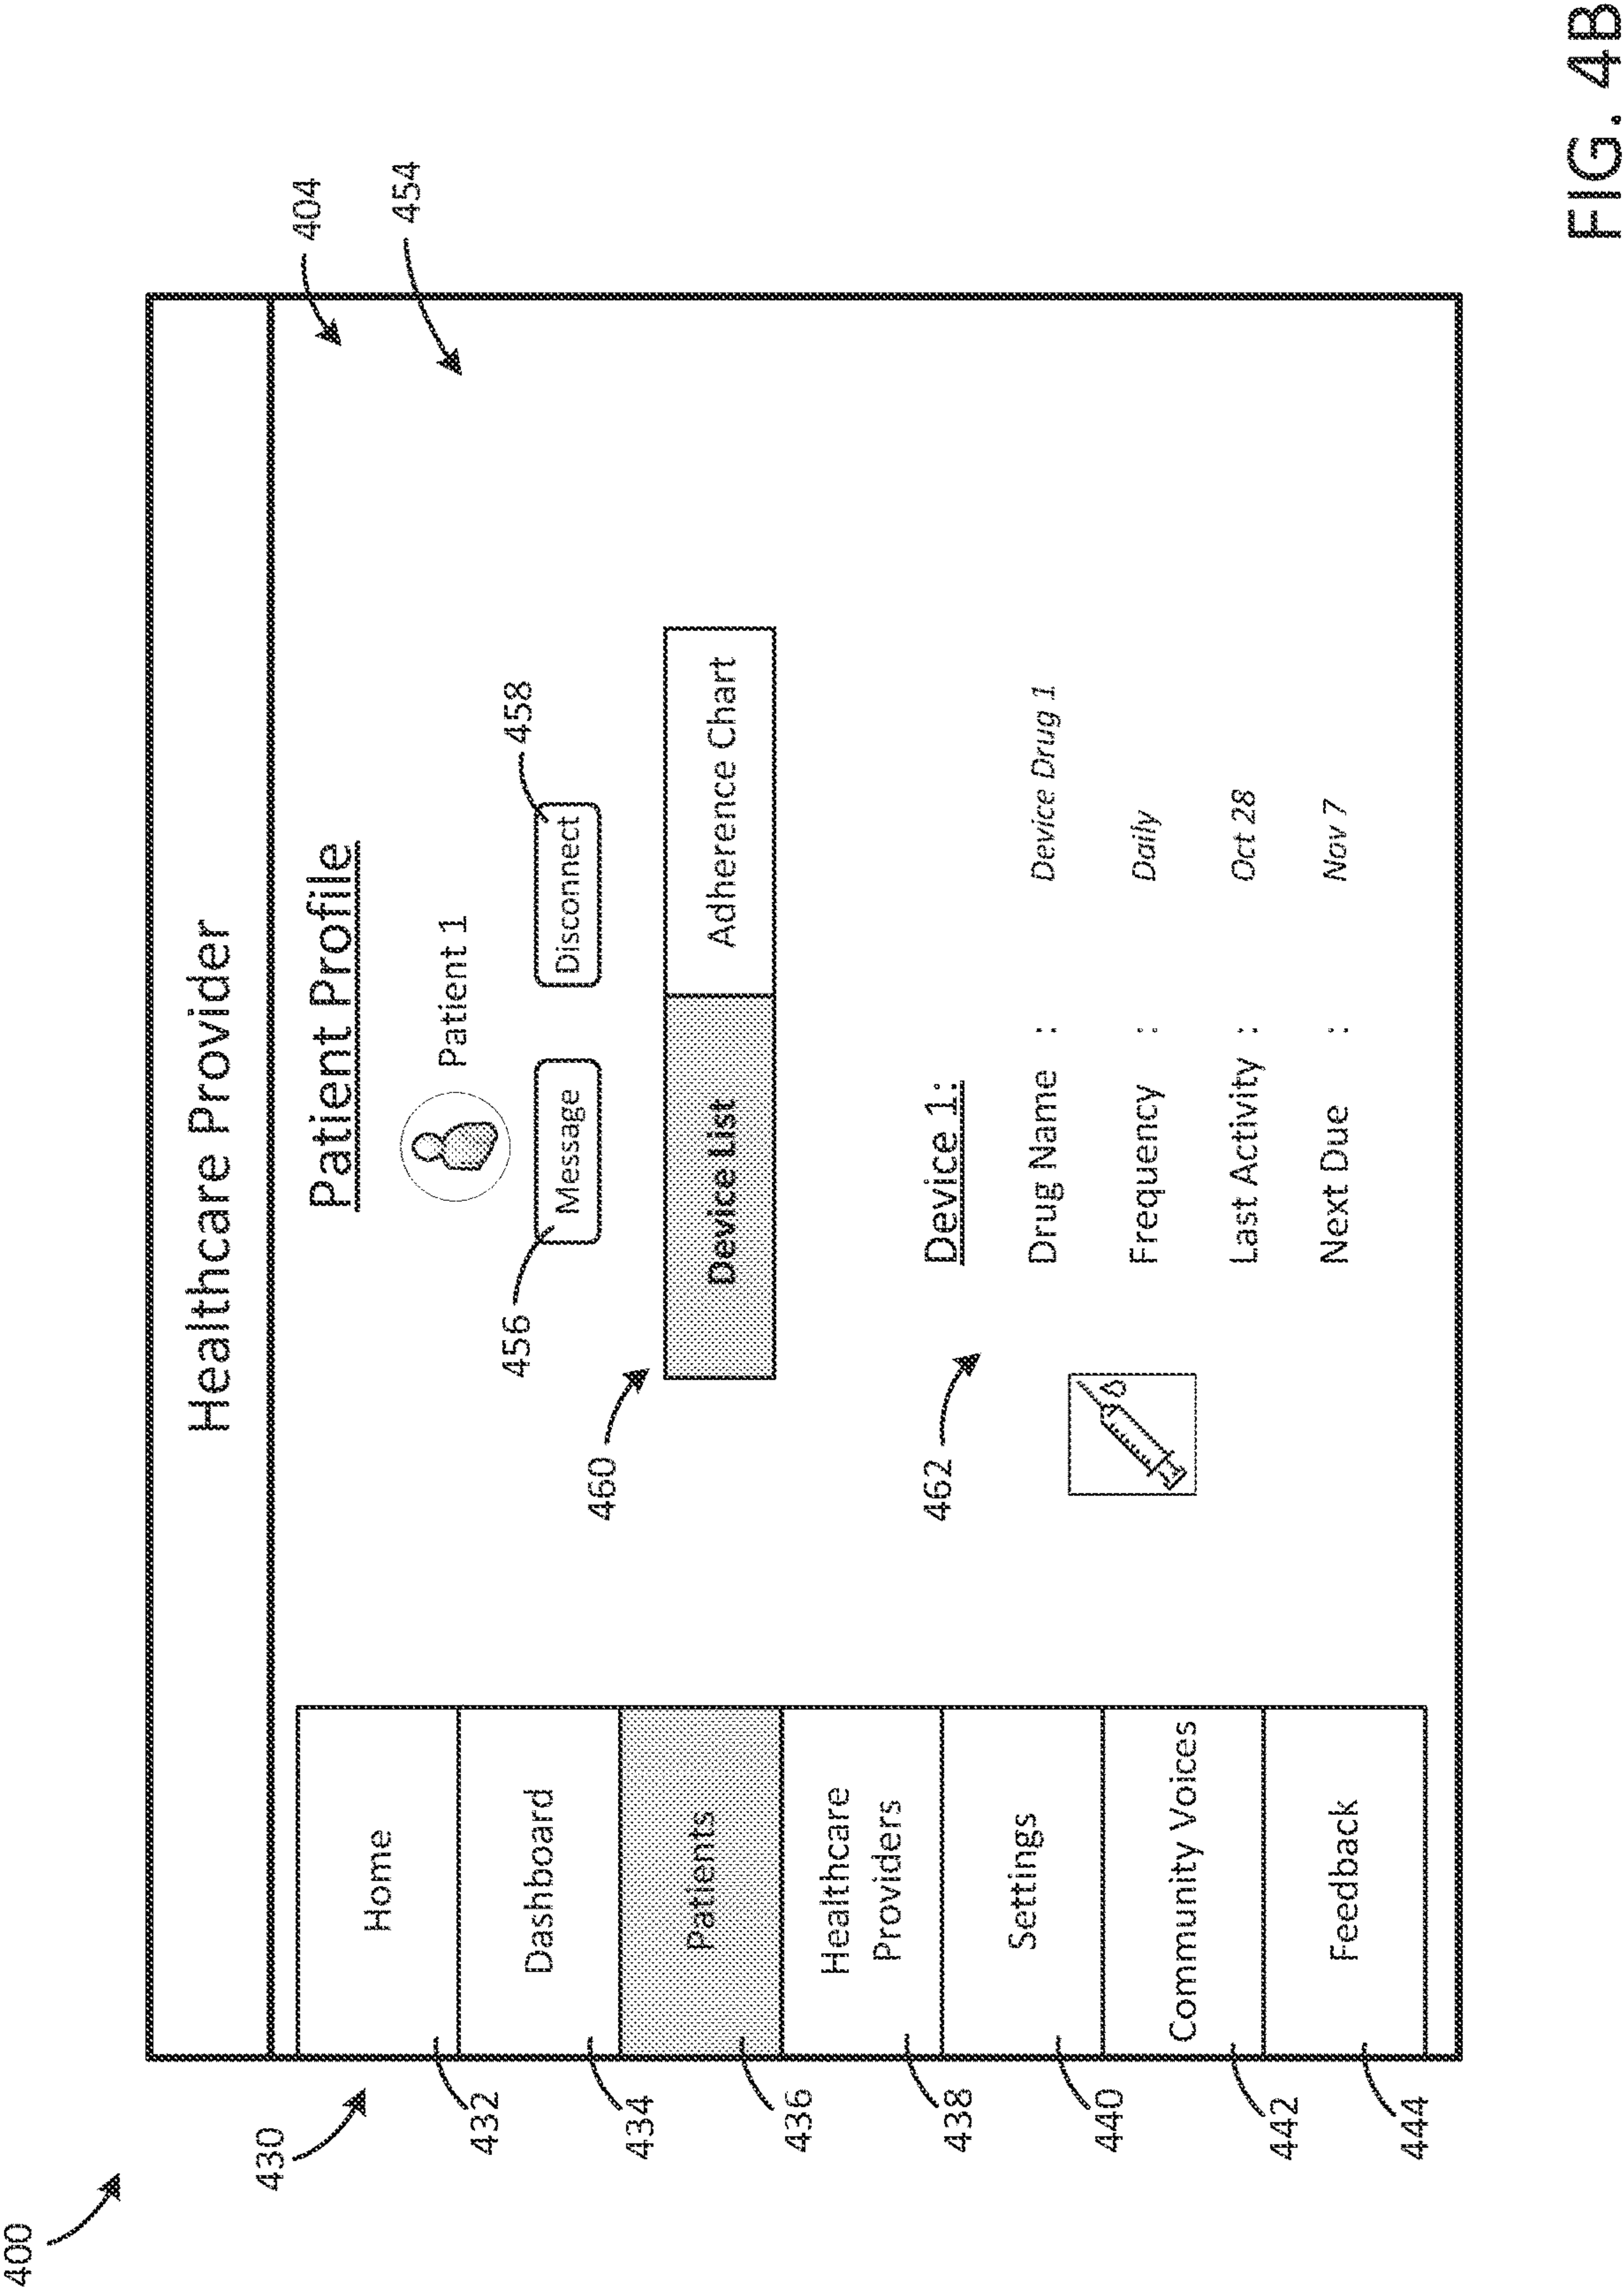 400
Healthcare Provider
404
454
430
Home
432
Dashboard
434
Patients
436
Healthcare
Providers
438
Settings
440
Community Voices
442
Feedback
444
Patient Profile
Patient 1
456
Message
Disconnect
458
460
Device List
Adherence Chart
462
Device 1:
Drug Name : Device Drug 1
Frequency : Daily
Last Activity : Oct 28
Next Due : Nov 7
FIG. 4B